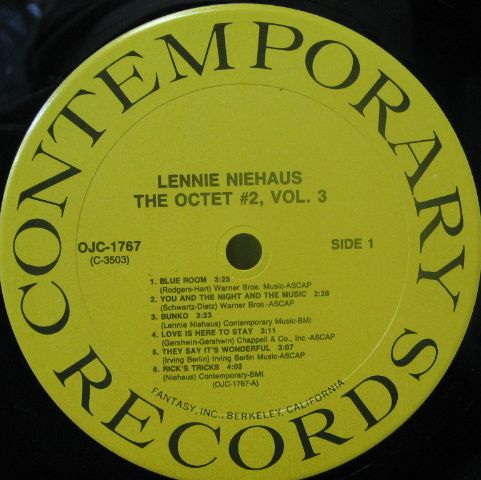 CONTEMPORARY RECORDS
LENNIE NIEHAUS
THE OCTET #2, VOL. 3
OJC-1767
(C-3503)
SIDE 1
1. BLUE ROOM 3:25
(Rodgers-Hart) Warner Bros. Music-ASCAP
2. YOU AND THE NIGHT AND THE MUSIC 2:28
(Schwartz-Dietz) Warner Bros.-ASCAP
3. BUNKO 3:23
(Lennie Niehaus) Contemporary Music-BMI
4. LOVE IS HERE TO STAY 3:11
(Gershwin-Gershwin) Chappell & Co., Inc.-ASCAP
5. THEY SAY IT'S WONDERFUL 3:07
(Irving Berlin) Irving Berlin Music-ASCAP
6. RICK'S TRICKS 4:02
(Niehaus) Contemporary-BMI
(OJC-1767-A)
FANTASY, INC., BERKELEY, CALIFORNIA